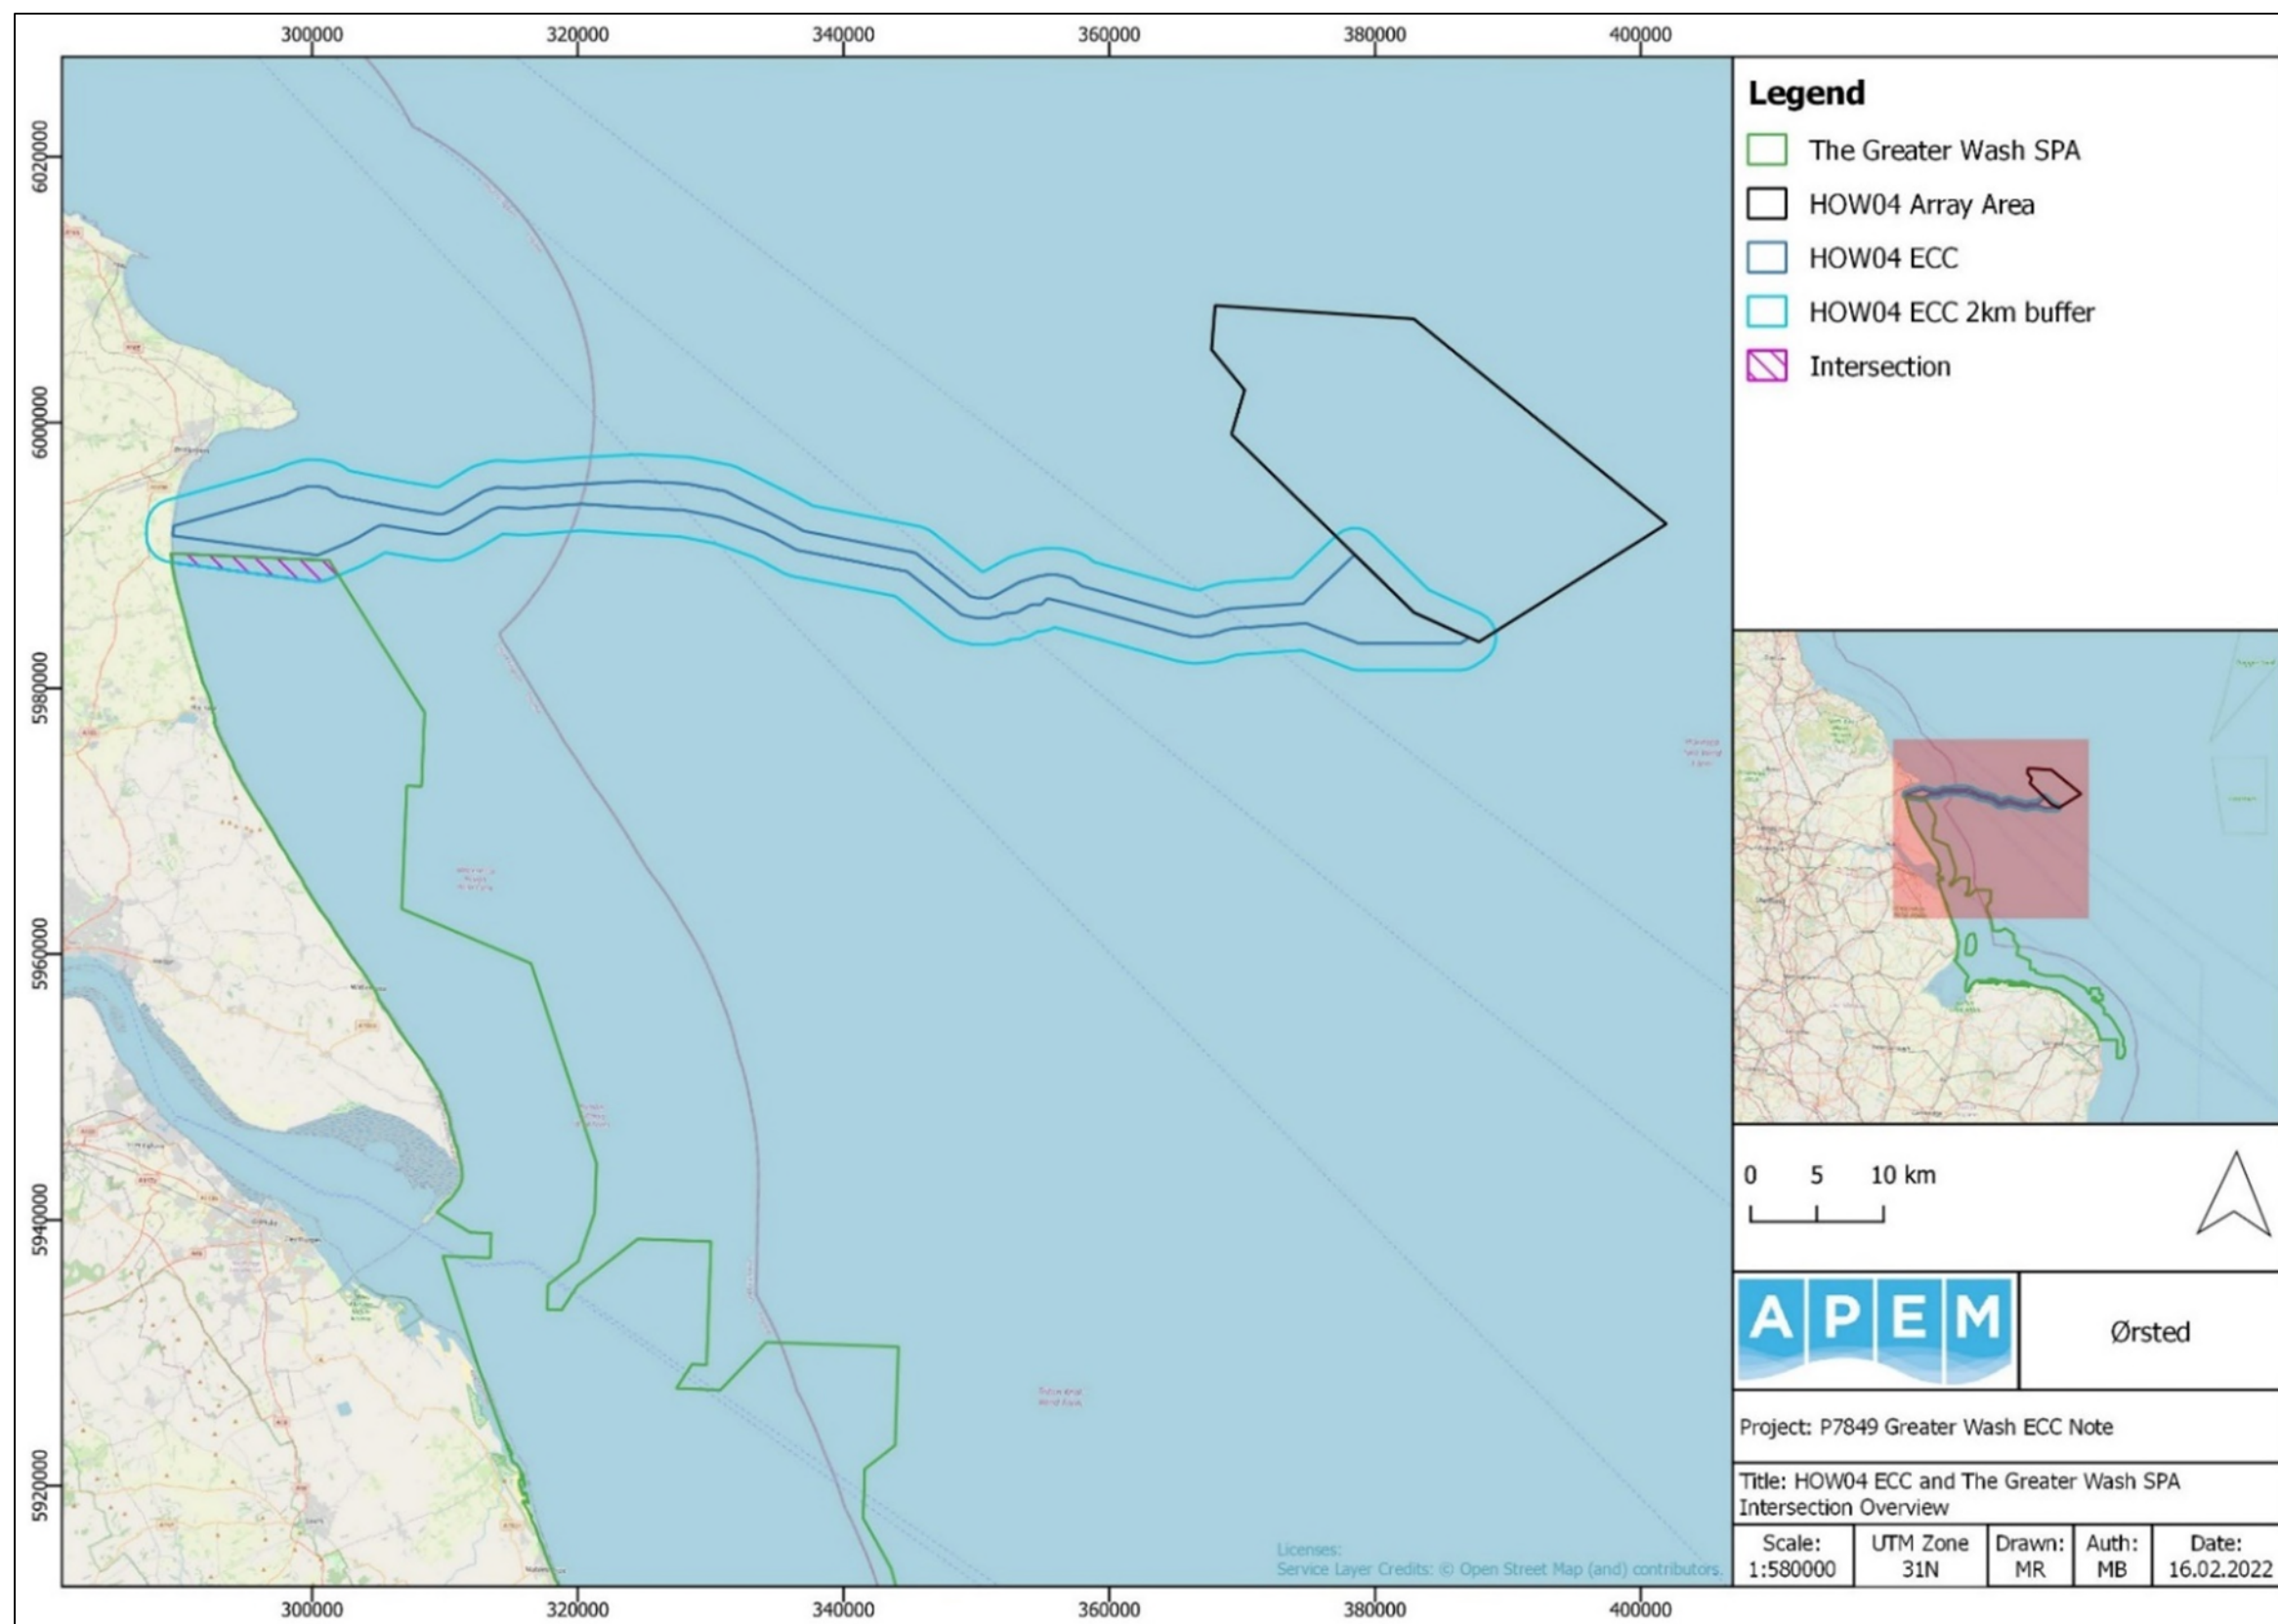 300000 320000 340000 360000 380000 400000
6020000
6000000
5980000
5960000
5940000
5920000
Legend
The Greater Wash SPA
HOW04 Array Area
HOW04 ECC
HOW04 ECC 2km buffer
Intersection
0 5 10 km
APEM
Ørsted
Project: P7849 Greater Wash ECC Note
Title: HOW04 ECC and The Greater Wash SPA
Intersection Overview
Scale: UTM Zone Drawn: Auth: Date:
1:580000 31N MR MB 16.02.2022
Licenses:
Service Layer Credits: © Open Street Map (and) contributors.
300000 320000 340000 360000 380000 400000